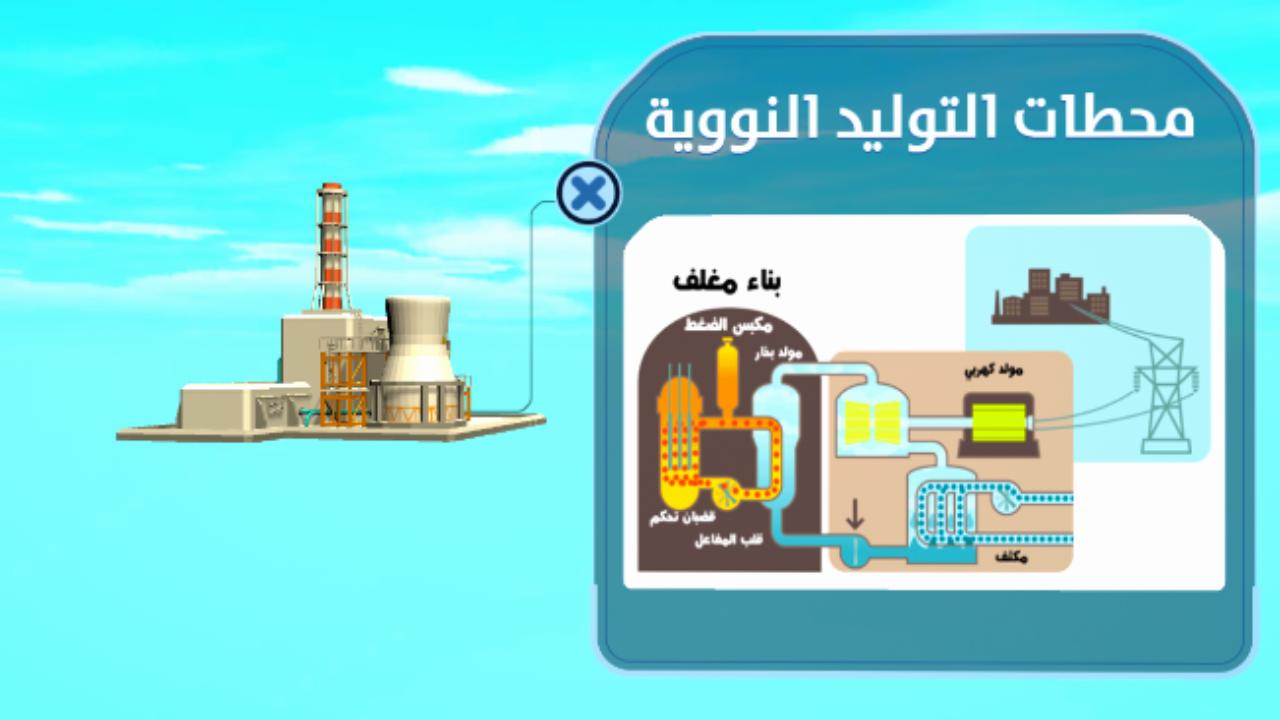 محطات التوليد النووية
بناء مغلف
مكبس الضغط
مولد بخار
مولد كهربي
قضبان تحكم
قلب المفاعل
مكثف